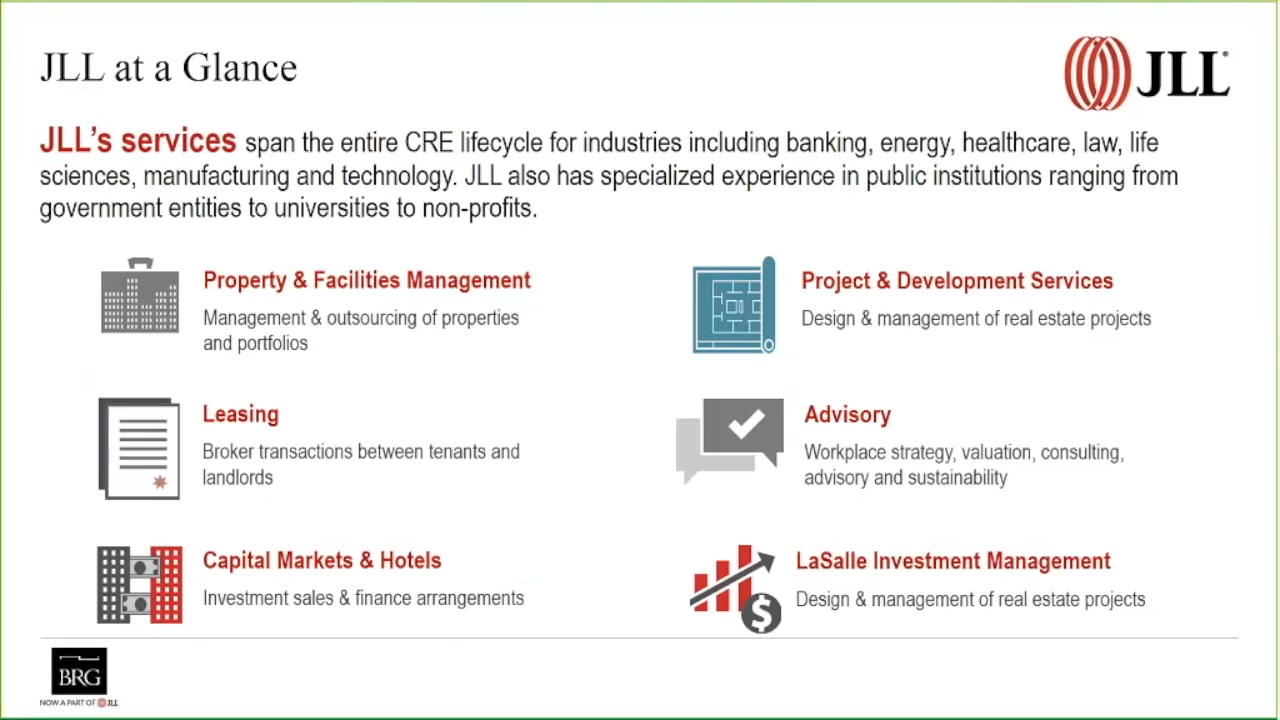 JLL at a Glance
JLL®
JLL's services span the entire CRE lifecycle for industries including banking, energy, healthcare, law, life
sciences, manufacturing and technology. JLL also has specialized experience in public institutions ranging from
government entities to universities to non-profits.
Property & Facilities Management
Management & outsourcing of properties
and portfolios
Project & Development Services
Design & management of real estate projects
Leasing
Broker transactions between tenants and
landlords
Advisory
Workplace strategy, valuation, consulting,
advisory and sustainability
Capital Markets & Hotels
Investment sales & finance arrangements
LaSalle Investment Management
Design & management of real estate projects
$
BRG
NOW A PART OF JLL